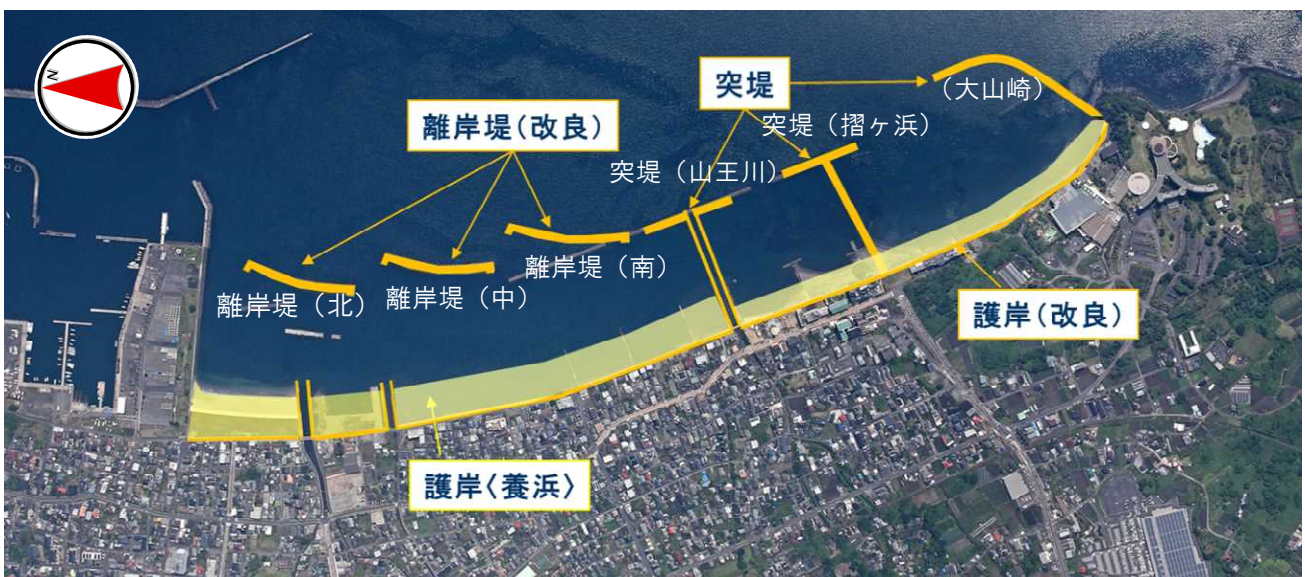 N
突堤
(大山崎)
離岸堤(改良)
突堤(摺ヶ浜)
突堤(山王川)
離岸堤(南)
離岸堤(中)
離岸堤(北)
護岸(改良)
護岸〈養浜〉